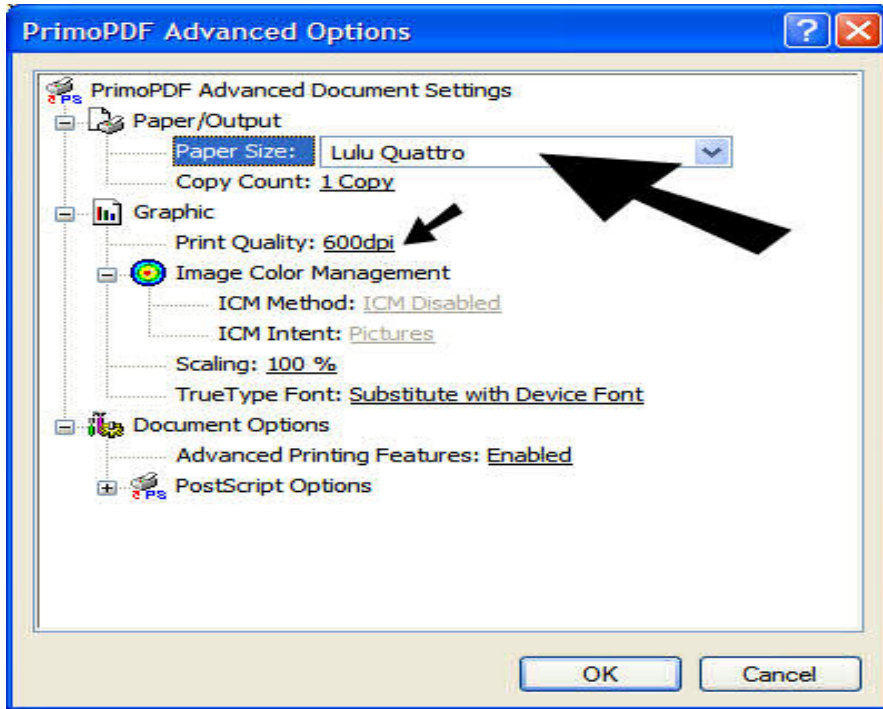 PrimoPDF Advanced Options
PrimoPDF Advanced Document Settings
Paper/Output
Paper Size: Lulu Quattro
Copy Count: 1 Copy
Graphic
Print Quality: 600dpi
Image Color Management
ICM Method: ICM Disabled
ICM Intent: Pictures
Scaling: 100 %
TrueType Font: Substitute with Device Font
Document Options
Advanced Printing Features: Enabled
PostScript Options
OK Cancel